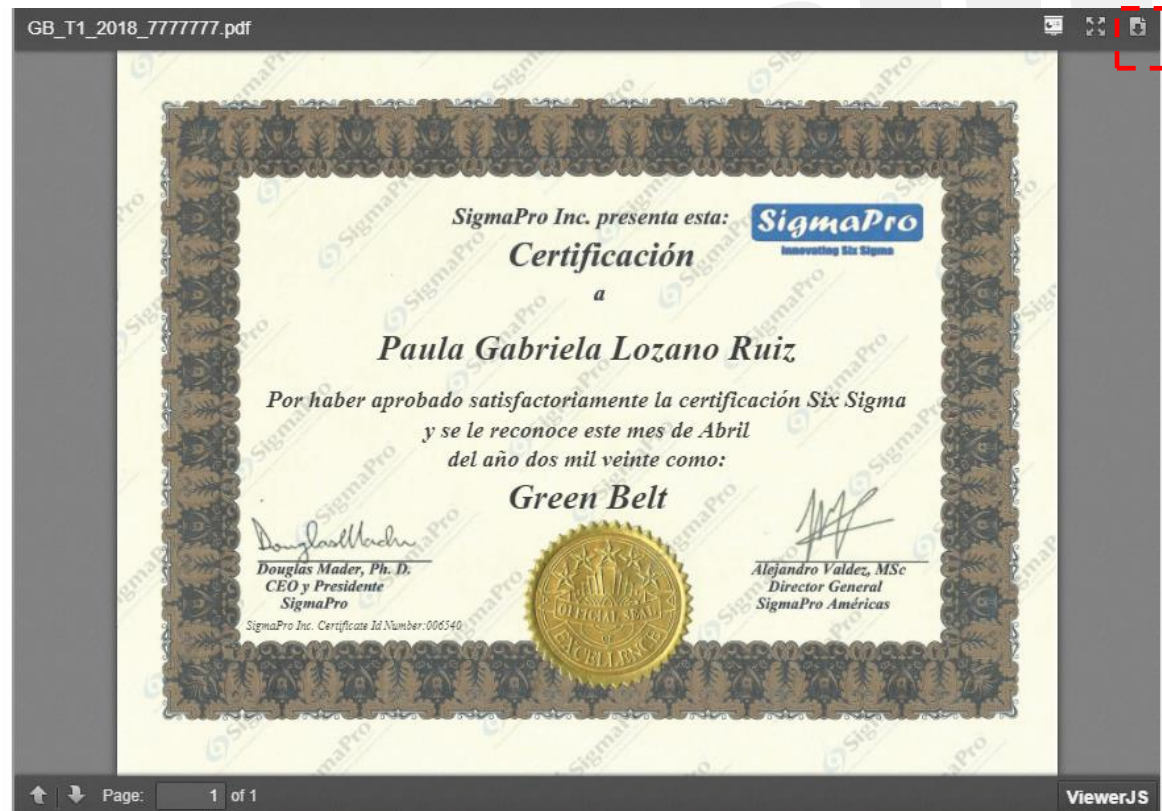 GB_T1_2018_7777777.pdf
SigmaPro Inc. presenta esta:
SigmaPro
Innovating Six Sigma
Certificación
a
Paula Gabriela Lozano Ruiz
Por haber aprobado satisfactoriamente la certificación Six Sigma
y se le reconoce este mes de Abril
del año dos mil veinte como:
Green Belt
Douglas Mader, Ph. D.
CEO y Presidente
SigmaPro
SigmaPro Inc. Certificate Id Number:006540
OFFICIAL SEAL
OF
EXCELLENCE
Alejandro Valdez, MSc
Director General
SigmaPro Américas
Page: 1 of 1
ViewerJS